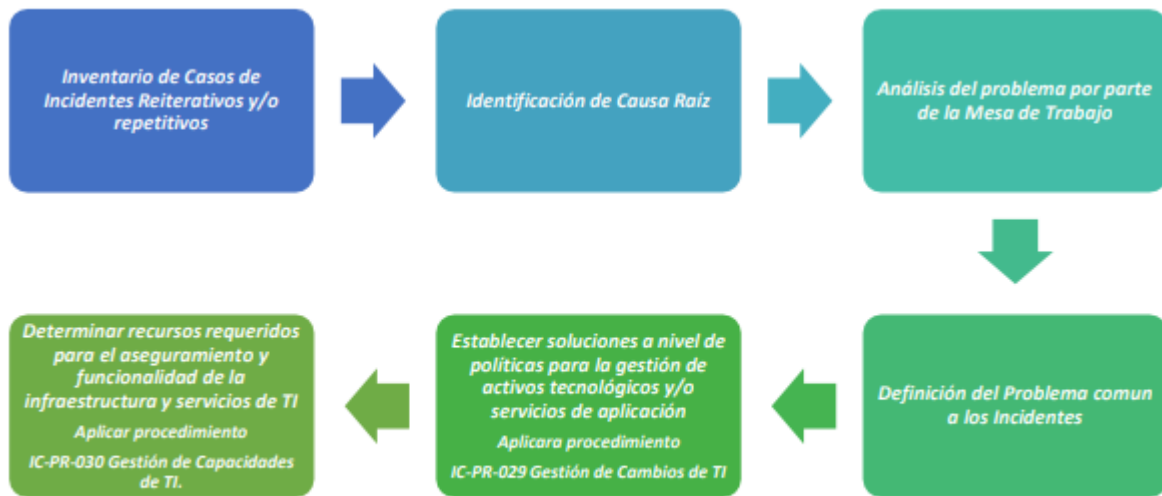 Inventario de Casos de
Incidentes Reiterativos y/o
repetitivos
Identificación de Causa Raíz
Análisis del problema por parte
de la Mesa de Trabajo
Definición del Problema comun
a los Incidentes
Establecer soluciones a nivel de
políticas para la gestión de
activos tecnológicos y/o
servicios de aplicación
Aplicara procedimiento
IC-PR-029 Gestión de Cambios de TI
Determinar recursos requeridos
para el aseguramiento y
funcionalidad de la
infraestructura y servicios de TI
Aplicar procedimiento
IC-PR-030 Gestión de Capacidades
de TI.